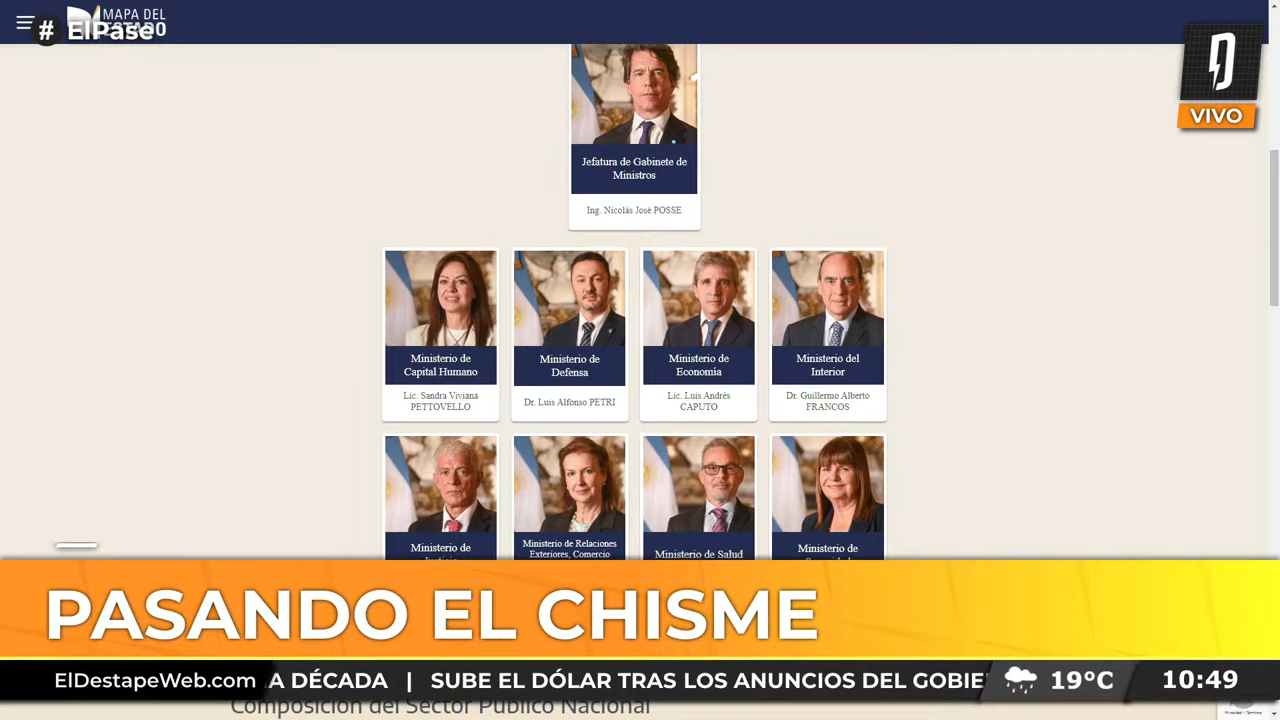 MAPA DEL
ESTADO
# ElPase
VIVO
Jefatura de Gabinete de
Ministros
Ing. Nicolás José POSSE
Ministerio de
Capital Humano
Lic. Sandra Viviana
PETTOVELLO
Ministerio de
Defensa
Dr. Luis Alfonso PETRI
Ministerio de
Economía
Lic. Luis Andrés
CAPUTO
Ministerio del
Interior
Dr. Guillermo Alberto
FRANCOS
Ministerio de
Ministerio de Relaciones
Exteriores, Comercio
Ministerio de Salud
Ministerio de
PASANDO EL CHISME
ElDestapeWeb.com
A DÉCADA | SUBE EL DÓLAR TRAS LOS ANUNCIOS DEL GOBIE
19°C
10:49
Composición del Sector Público Nacional
Privacidad - Términos